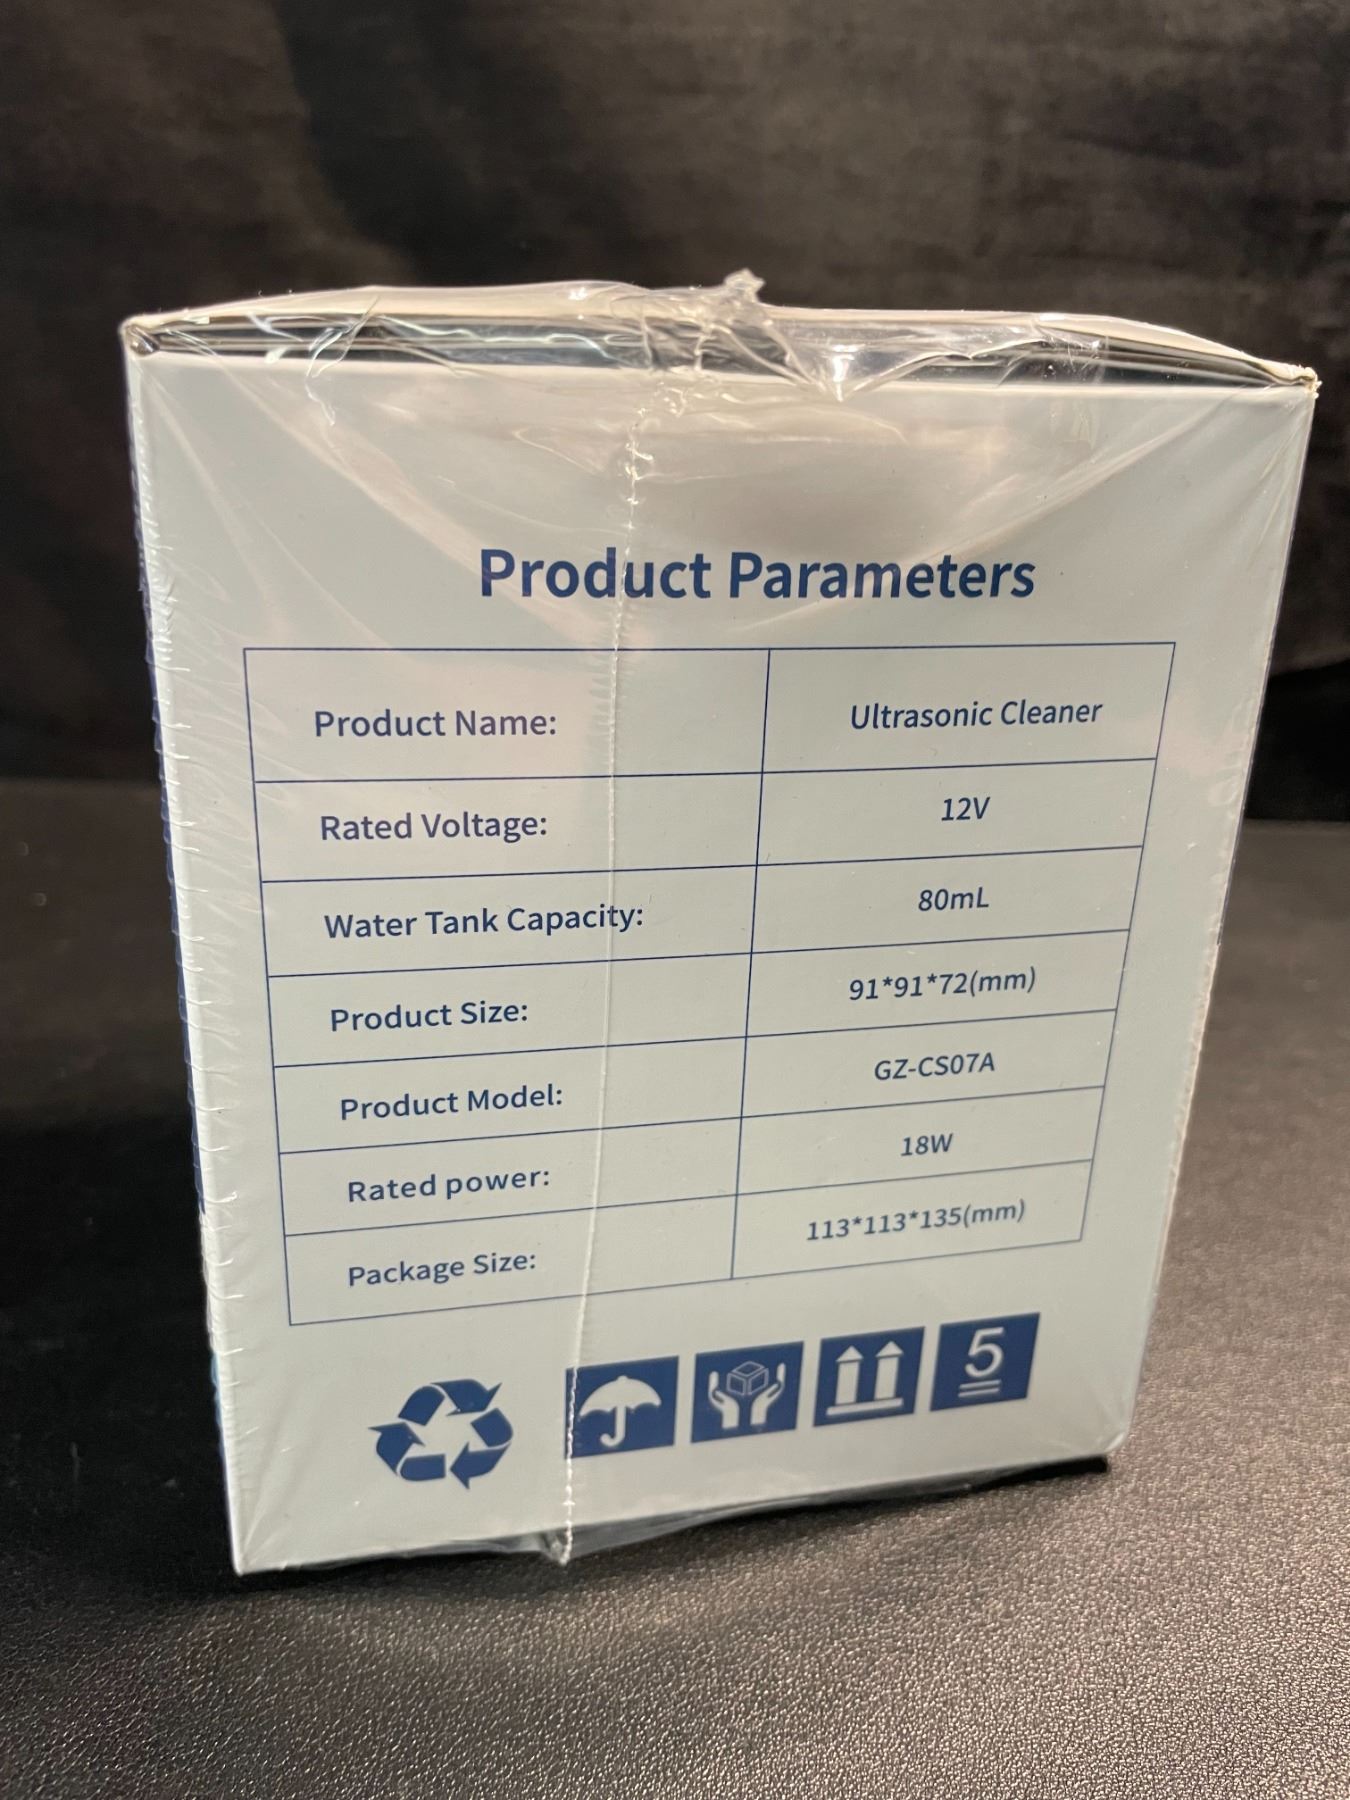 Product Parameters
Product Name: Ultrasonic Cleaner
Rated Voltage: 12V
Water Tank Capacity: 80mL
Product Size: 91*91*72(mm)
Product Model: GZ-CS07A
Rated power: 18W
Package Size: 113*113*135(mm)
5